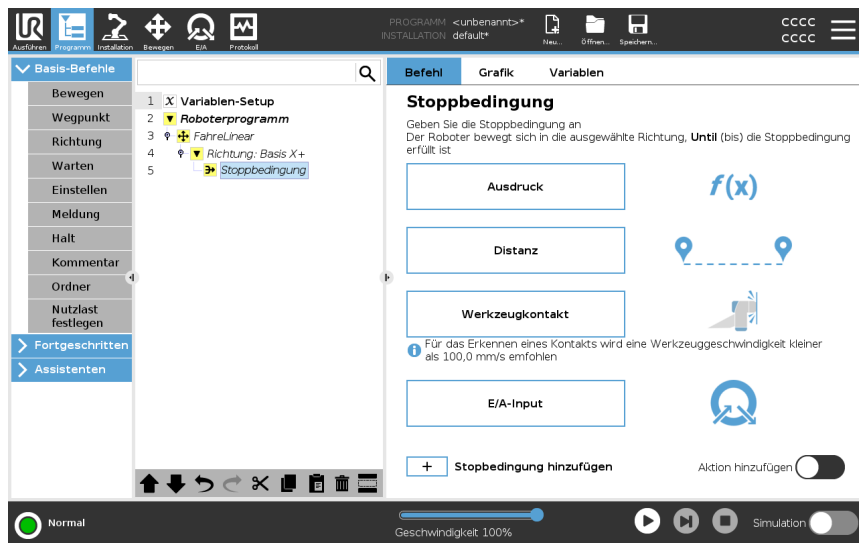 PROGRAMM <unbenannt>*
INSTALLATION default*
UR
Ausführen
Programm
Installation
Bewegen
E/A
Protokoll
Neu...
Öffnen...
Speichern...
CCCC
CCCC
Basis-Befehle
Bewegen
Wegpunkt
Richtung
Warten
Einstellen
Meldung
Halt
Kommentar
Ordner
Nutzlast
festlegen
Fortgeschritten
Assistenten
1 X Variablen-Setup
2 Roboterprogramm
3 FahreLinear
4 Richtung: Basis X+
5 Stoppbedingung
Befehl Grafik Variablen
Stoppbedingung
Geben Sie die Stoppbedingung an
Der Roboter bewegt sich in die ausgewählte Richtung, Until (bis) die Stoppbedingung
erfüllt ist
Ausdruck
f(x)
Distanz
Werkzeugkontakt
Für das Erkennen eines Kontakts wird eine Werkzeuggeschwindigkeit kleiner
als 100,0 mm/s emfohlen
E/A-Input
+ Stopbedingung hinzufügen
Aktion hinzufügen
Normal
Geschwindigkeit 100%
Simulation